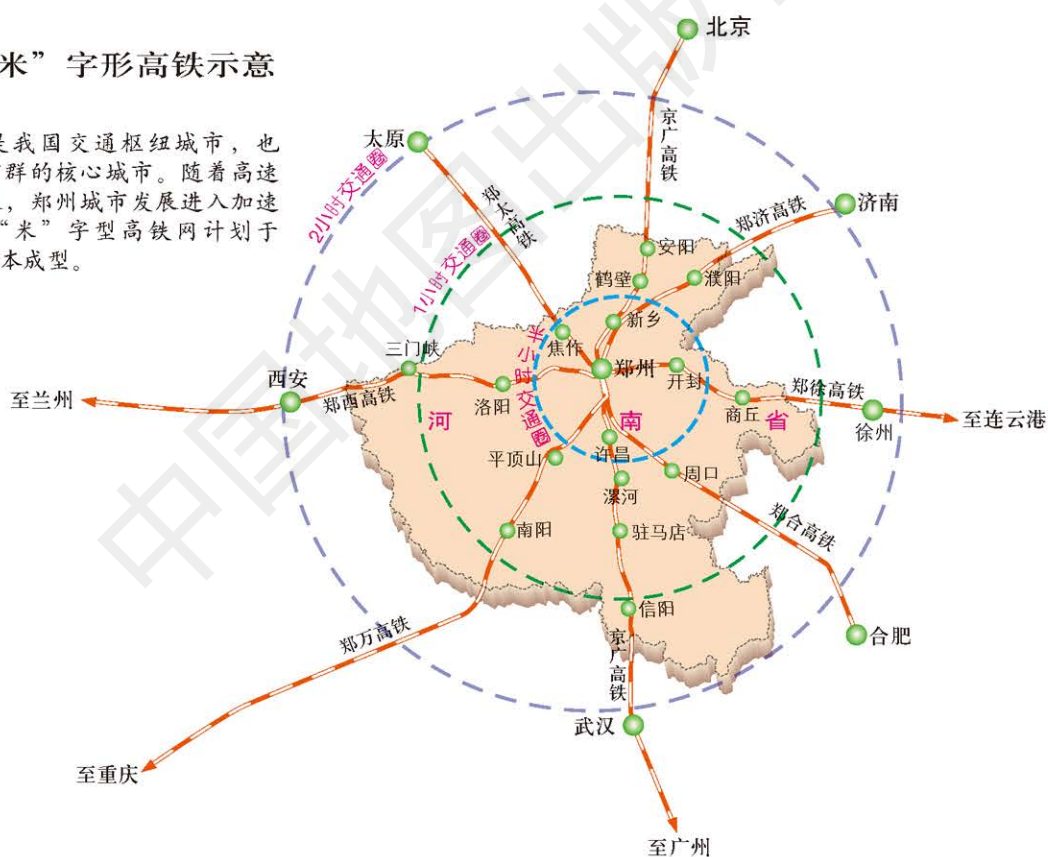 米”字形高铁示意
是我国交通枢纽城市，也
群的核心城市。随着高速
，郑州城市发展进入加速
“米”字型高铁网计划于
本成型。
北京
京广高铁
太原
2小时交通圈
郑太高铁
济南
郑济高铁
1小时交通圈
安阳
鹤壁
濮阳
新乡
焦作
半小时交通圈
三门峡
郑州
开封
西安
至兰州
郑西高铁
洛阳
河南省
商丘
郑徐高铁
徐州
至连云港
平顶山
许昌
周口
漯河
南阳
驻马店
郑合高铁
信阳
合肥
郑万高铁
京广高铁
武汉
至重庆
至广州
中国地图出版